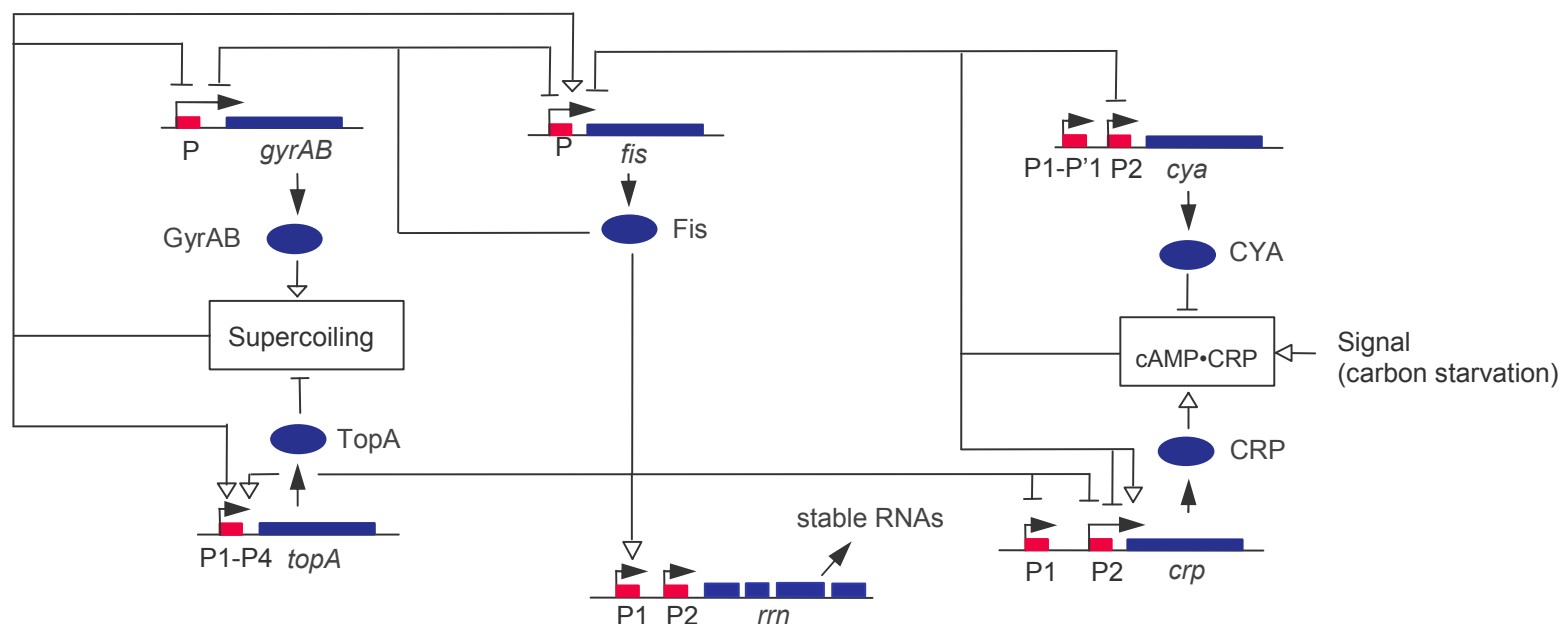 P
gyrAB
P
fis
P1-P'1
P2
cya
GyrAB
Fis
CYA
Supercoiling
cAMP•CRP
Signal
(carbon starvation)
TopA
CRP
stable RNAs
P1-P4
topA
P1
P2
crp
P1
P2
rrn